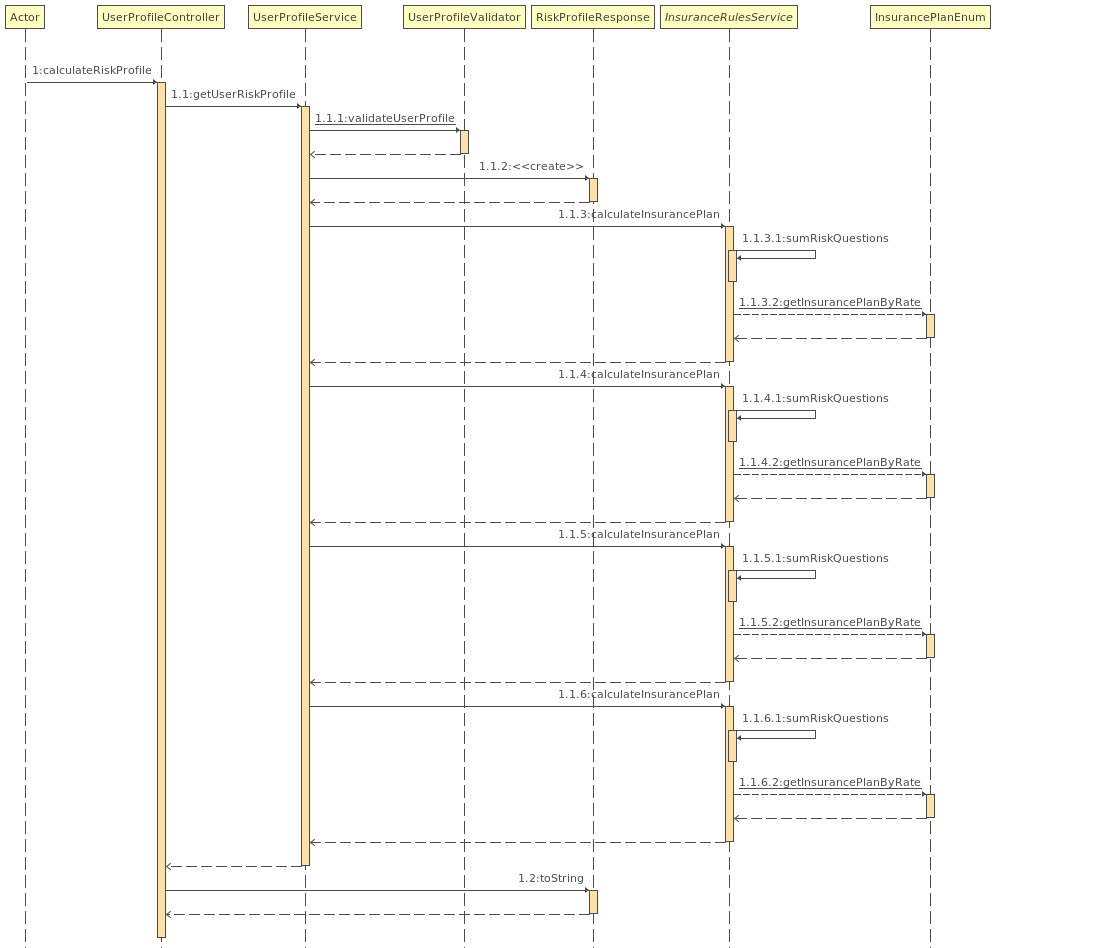 Actor
UserProfileController
UserProfileService
UserProfileValidator
RiskProfileResponse
InsuranceRulesService
InsurancePlanEnum
1:calculateRiskProfile
1.1:getUserRiskProfile
1.1.1:validateUserProfile
1.1.2:<<create>>
1.1.3:calculateInsurancePlan
1.1.3.1:sumRiskQuestions
1.1.3.2:getInsurancePlanByRate
1.1.4:calculateInsurancePlan
1.1.4.1:sumRiskQuestions
1.1.4.2:getInsurancePlanByRate
1.1.5:calculateInsurancePlan
1.1.5.1:sumRiskQuestions
1.1.5.2:getInsurancePlanByRate
1.1.6:calculateInsurancePlan
1.1.6.1:sumRiskQuestions
1.1.6.2:getInsurancePlanByRate
1.2:toString